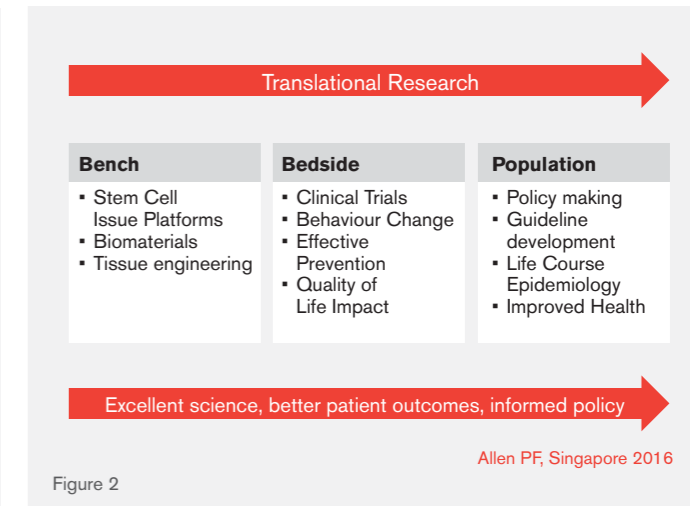 Translational Research
Bench
▪ Stem Cell
Issue Platforms
▪ Biomaterials
▪ Tissue engineering
Bedside
▪ Clinical Trials
▪ Behaviour Change
▪ Effective
Prevention
▪ Quality of
Life Impact
Population
▪ Policy making
▪ Guideline
development
▪ Life Course
Epidemiology
▪ Improved Health
Excellent science, better patient outcomes, informed policy
Allen PF, Singapore 2016
Figure 2